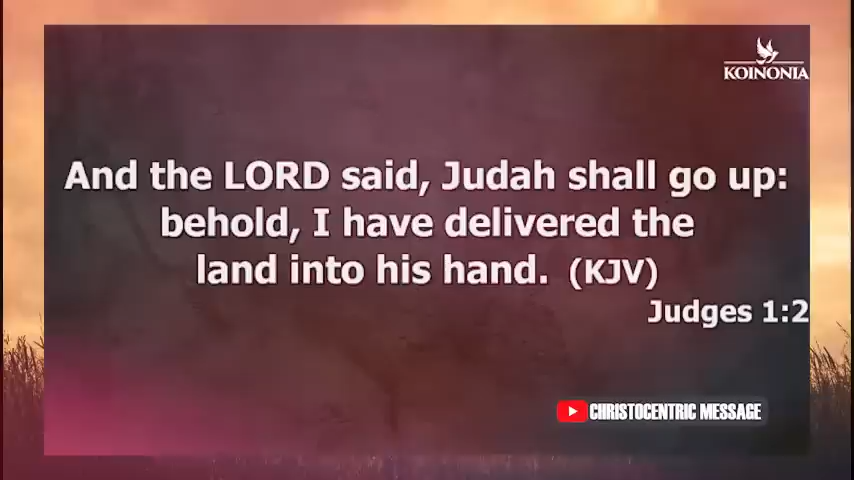 KOINONIA
And the LORD said, Judah shall go up:
behold, I have delivered the
land into his hand. (KJV)
Judges 1:2
CHRISTOCENTRIC MESSAGE